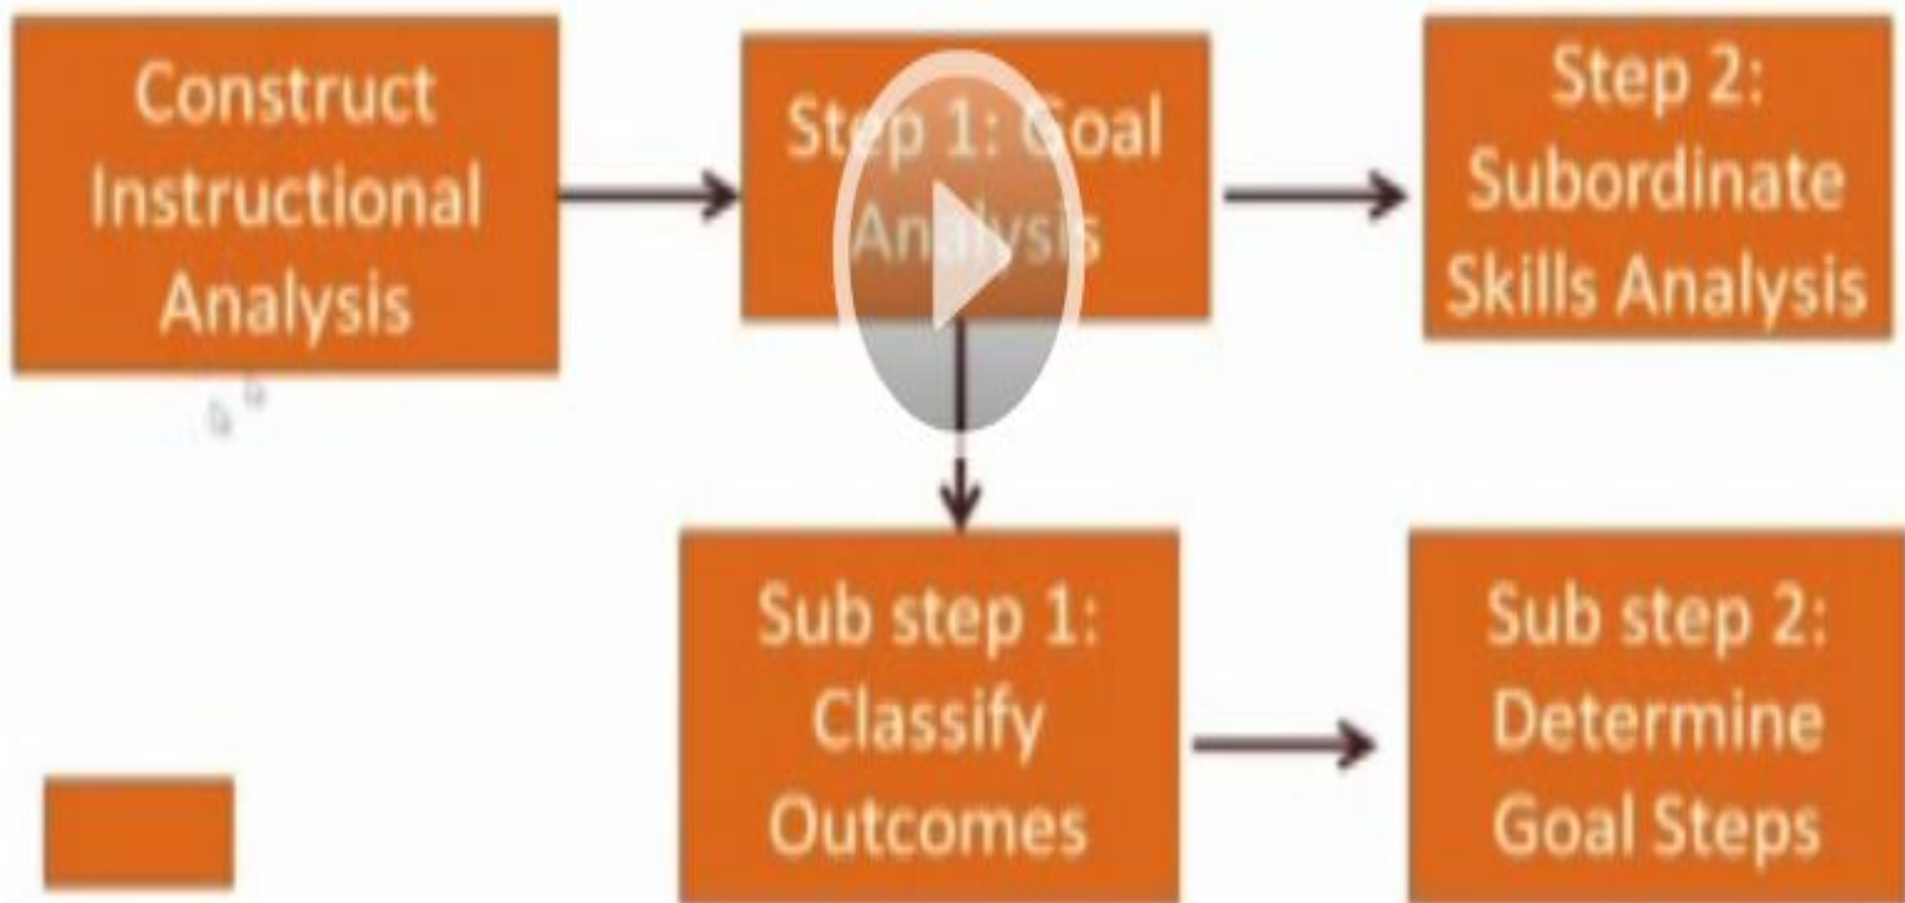 Construct
Instructional
Analysis
Step 1: Goal
Analysis
Step 2:
Subordinate
Skills Analysis
Sub step 1:
Classify
Outcomes
Sub step 2:
Determine
Goal Steps